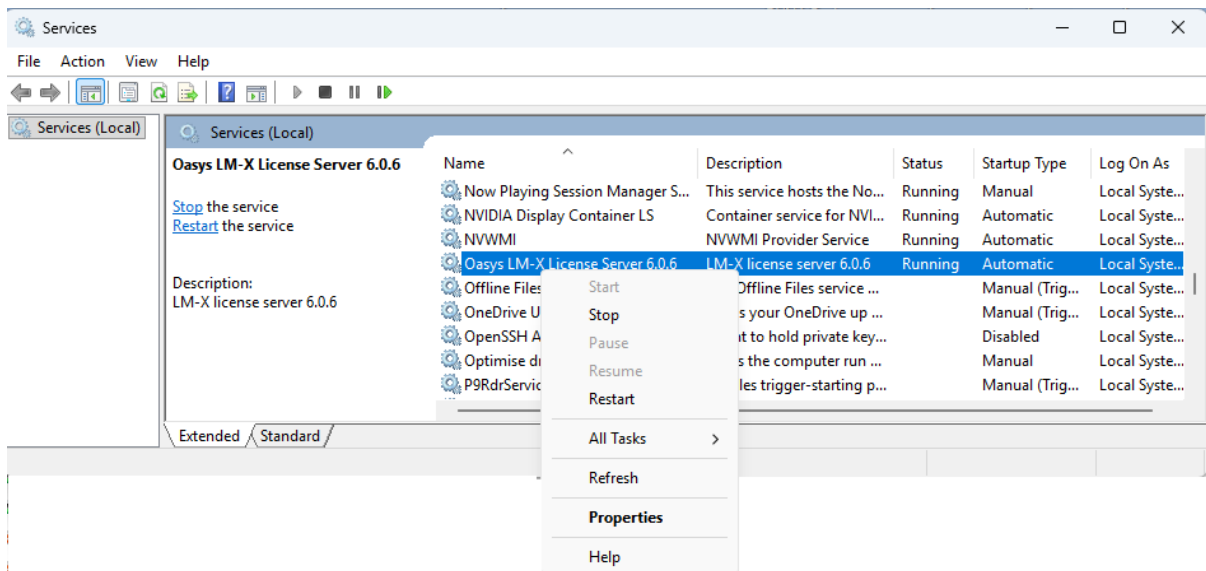 Services
File Action View Help
Services (Local)
Services (Local)
Oasys LM-X License Server 6.0.6
Stop the service
Restart the service
Description:
LM-X license server 6.0.6
Name Description Status Startup Type Log On As
Now Playing Session Manager S... This service hosts the No... Running Manual Local Syste...
NVIDIA Display Container LS Container service for NVI... Running Automatic Local Syste...
NVWMI NVWMI Provider Service Running Automatic Local Syste...
Oasys LM-X License Server 6.0.6 LM-X license server 6.0.6 Running Automatic Local Syste...
Offline Files Offline Files service ... Manual (Trig... Local Syste...
OneDrive U s your OneDrive up ... Manual (Trig... Local Syste...
OpenSSH A t to hold private key... Disabled Local Syste...
Optimise d s the computer run ... Manual Local Syste...
P9RdrServic les trigger-starting p... Manual (Trig... Local Syste...
Start
Stop
Pause
Resume
Restart
All Tasks
Refresh
Properties
Help
Extended Standard